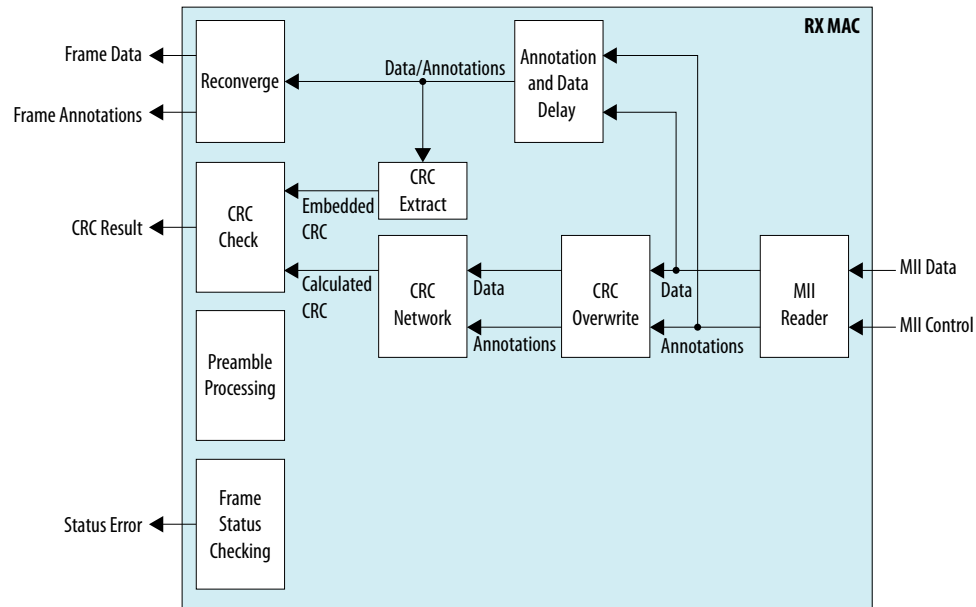 RX MAC
Frame Data
Frame Annotations
Reconverge
Data/Annotations
Annotation
and Data
Delay
CRC Result
CRC
Check
Embedded
CRC
CRC
Extract
Calculated
CRC
CRC
Network
Data
Annotations
CRC
Overwrite
Data
Annotations
MII
Reader
MII Data
MII Control
Preamble
Processing
Status Error
Frame
Status
Checking